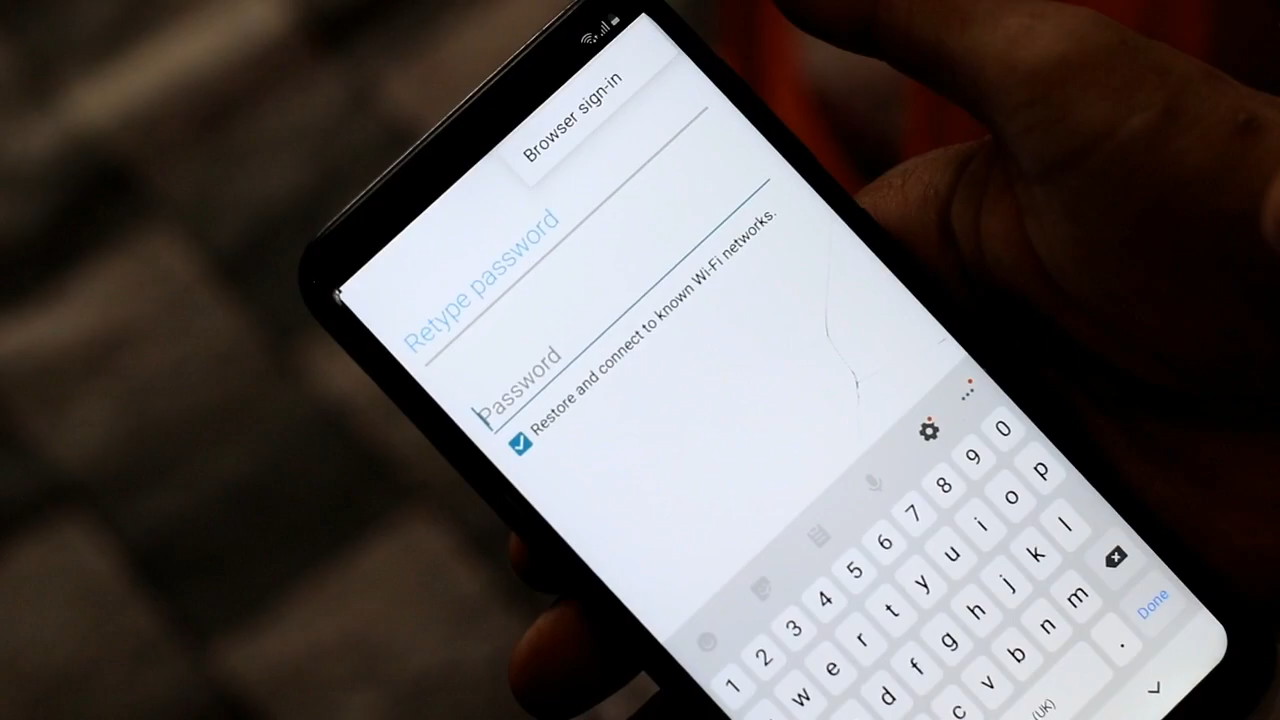 Browser sign-in
Retype password
Password
Restore and connect to known Wi-Fi networks.
1 2 3 4 5 6 7 8 9 0
w e r t y u i o p
d f g h j k l
c v b n m
(UK) . Done